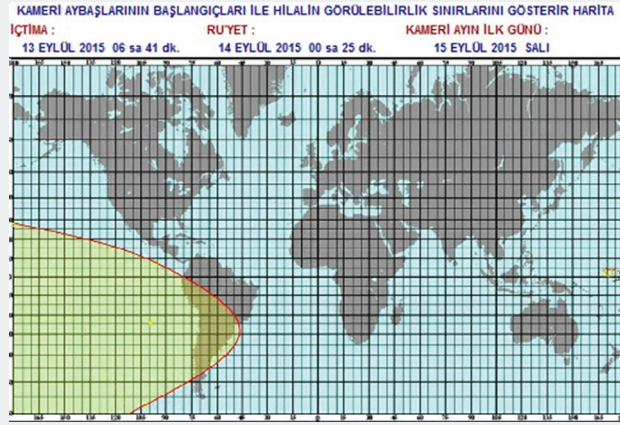 KAMERİ AYBAŞLARININ BAŞLANGIÇLARI İLE HİLALİN GÖRÜLEBİLİRLİK SINIRLARINI GÖSTERİR HARİTA
İÇTİMA : RU'YET : KAMERİ AYIN İLK GÜNÜ :
13 EYLÜL 2015 06 sa 41 dk. 14 EYLÜL 2015 00 sa 25 dk. 15 EYLÜL 2015 SALI